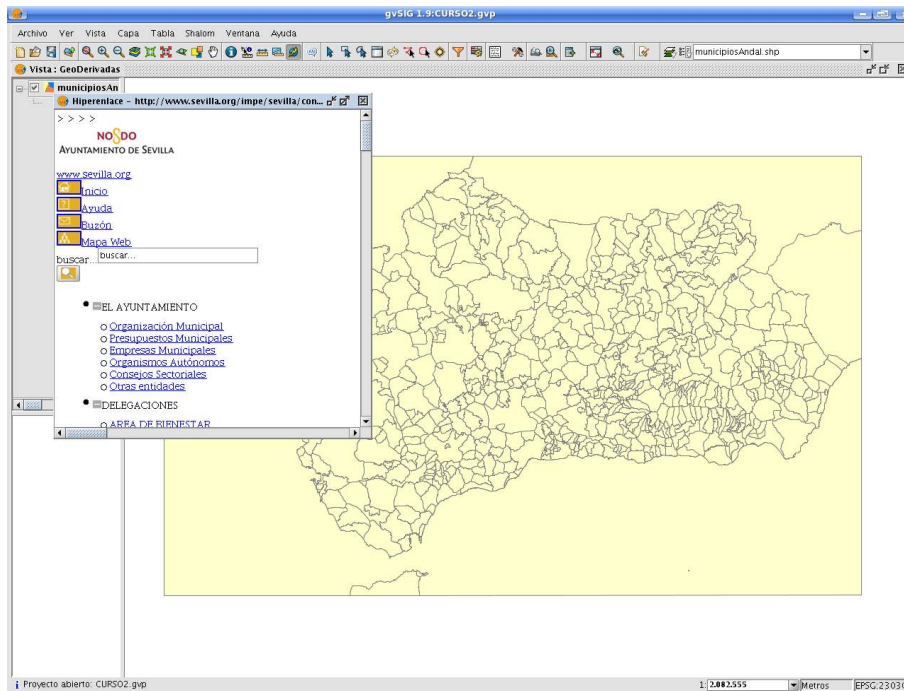 gvSIG 1.9:CURSO2.gvp
Archivo Ver Vista Capa Tabla Shalom Ventana Ayuda
municipiosAndal.shp
Vista : GeoDerivadas
municipiosAn
Hiperenlace - http://www.sevilla.org/impe/sevilla/con...
> > > >
NO8DO
AYUNTAMIENTO DE SEVILLA
www.sevilla.org
Inicio
Ayuda
Buzón
Mapa Web
buscar... buscar...
EL AYUNTAMIENTO
Organización Municipal
Presupuestos Municipales
Empresas Municipales
Organismos Autónomos
Consejos Sectoriales
Otras entidades
DELEGACIONES
AREA DE BIENESTAR
Proyecto abierto: CURSO2.gvp
1: 2.082.555 Metros EPSG:23030